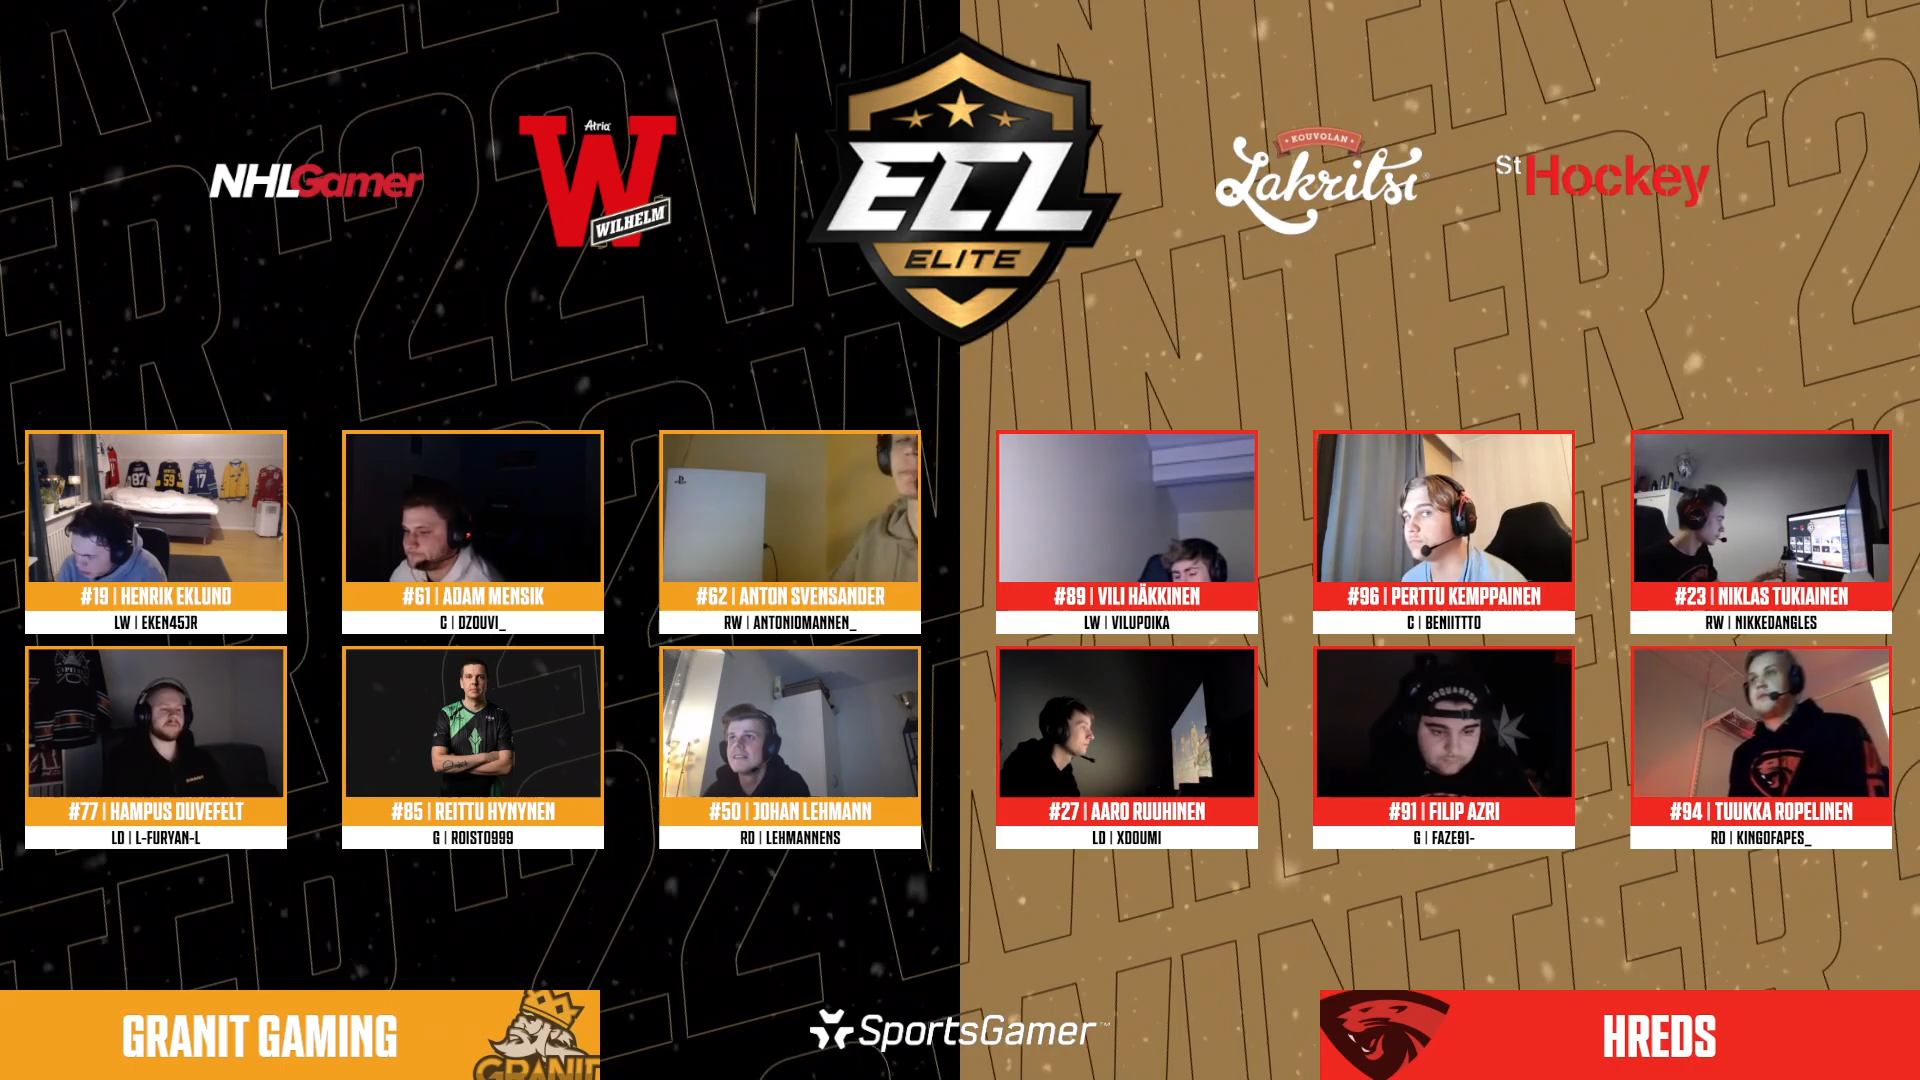 NHLGamer
Atria
W
WILHELM
ECL
ELITE
KOUVOLAN
Lakritsi
St Hockey
WINTER '22
#19 | HENRIK EKLUND
LW | EKEN45JR
#61 | ADAM MENSIK
C | DZOUVI_
#62 | ANTON SVENSANDER
RW | ANTONIOMANNEN_
#89 | VILI HÄKKINEN
LW | VILUPOIKA
#96 | PERTTU KEMPPAINEN
C | BENIITTTO
#23 | NIKLAS TUKIAINEN
RW | NIKKEDANGLES
#77 | HAMPUS DUVEFELT
LD | L-FURYAN-L
#85 | REITTU HYNYNEN
G | ROISTO999
#50 | JOHAN LEHMANN
RD | LEHMANNENS
#27 | AARO RUUHINEN
LD | XDOUMI
#91 | FILIP AZRI
G | FAZE91-
#94 | TUUKKA ROPELINEN
RD | KINGOFAPES_
GRANIT GAMING
GRANIT
SportsGamer™
HREDS